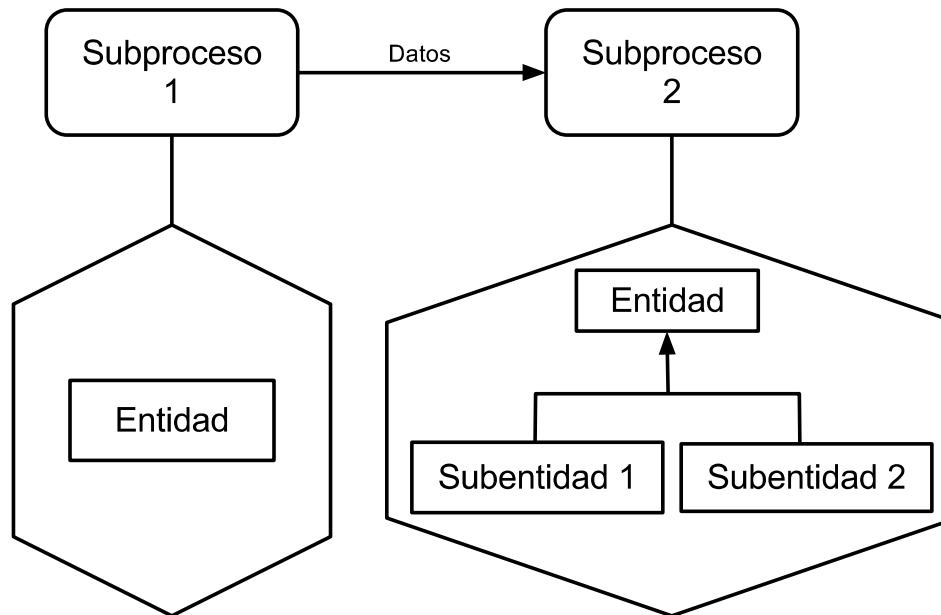 Subproceso
1
Datos
Subproceso
2
Entidad
Entidad
Subentidad 1
Subentidad 2